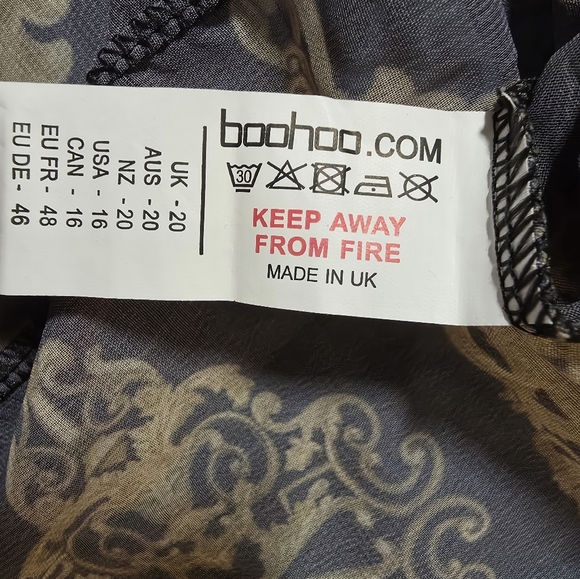 boohoo.COM
30
KEEP AWAY
FROM FIRE
MADE IN UK
UK - 20
AUS - 20
NZ - 20
USA - 16
CAN - 16
EU FR - 48
EU DE - 46